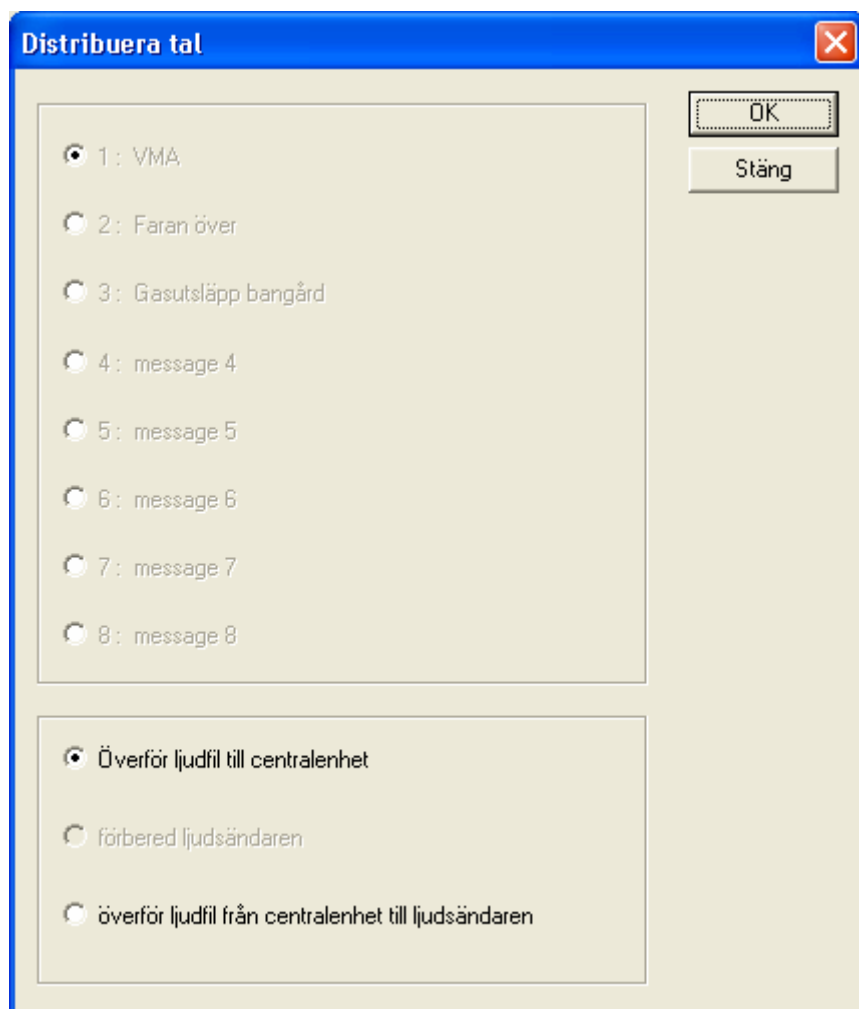 Distribuera tal
OK
Stäng
1 : VMA
2 : Faran över
3 : Gasutsläpp bangård
4 : message 4
5 : message 5
6 : message 6
7 : message 7
8 : message 8
Överför ljudfil till centralenhet
förbered ljudsändaren
överför ljudfil från centralenhet till ljudsändaren